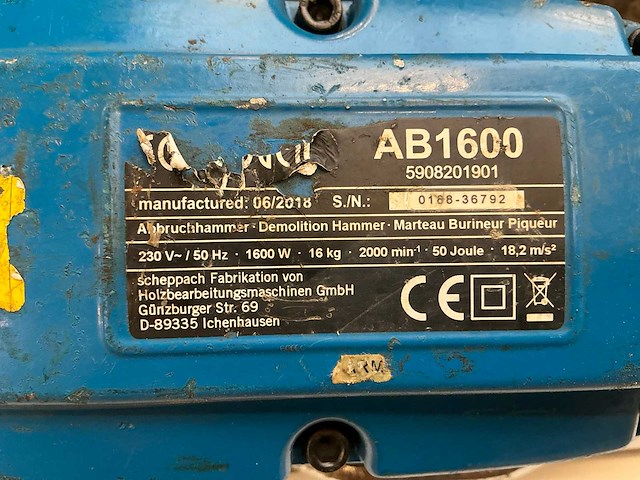 AB1600
5908201901
manufactured: 06/2018 S./N.: 0168-36792
Abbruchhammer · Demolition Hammer · Marteau Burineur Piqueur
230 V~ / 50 Hz · 1600 W · 16 kg · 2000 min⁻¹ · 50 Joule · 18,2 m/s²
scheppach Fabrikation von
Holzbearbeitungsmaschinen GmbH
Günzburger Str. 69
D-89335 Ichenhausen
CE